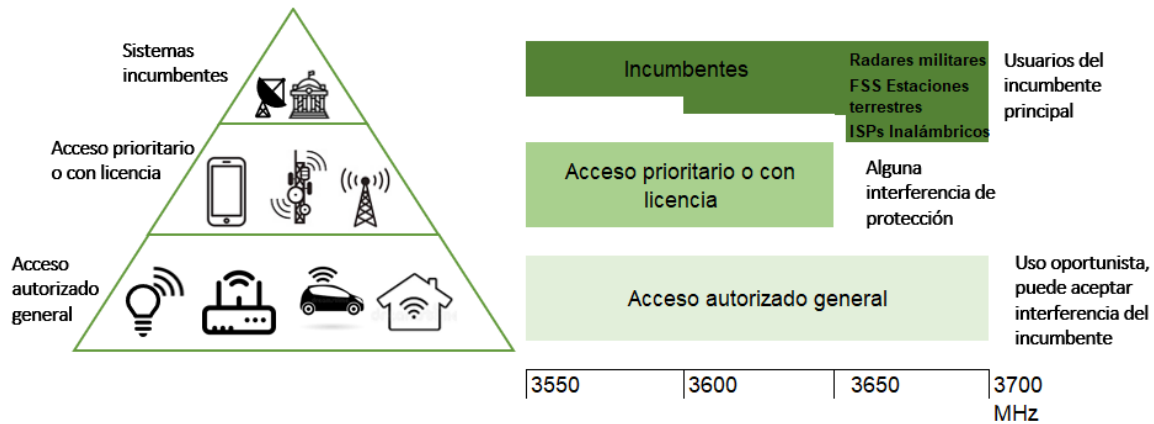 Sistemas
incumbentes
Acceso prioritario
o con licencia
Acceso
autorizado
general
Incumbentes
Radares militares
FSS Estaciones
terrestres
ISPs Inalámbricos
Usuarios del
incumbente
principal
Acceso prioritario o con
licencia
Alguna
interferencia de
protección
Acceso autorizado general
Uso oportunista,
puede aceptar
interferencia del
incumbente
3550
3600
3650
3700
MHz